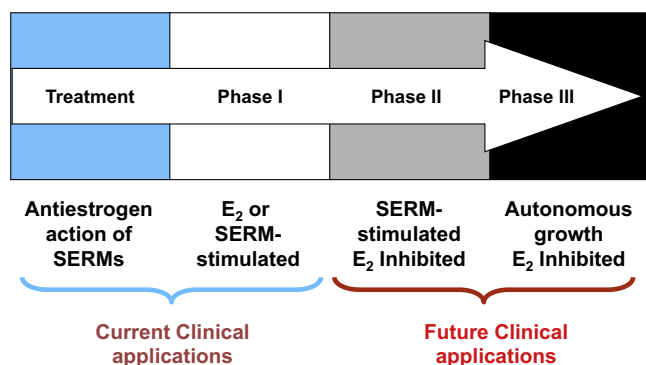 Treatment
Phase I
Phase II
Phase III
Antiestrogen
action of
SERMs
E₂ or
SERM-
stimulated
SERM-
stimulated
E₂ Inhibited
Autonomous
growth
E₂ Inhibited
Current Clinical
applications
Future Clinical
applications